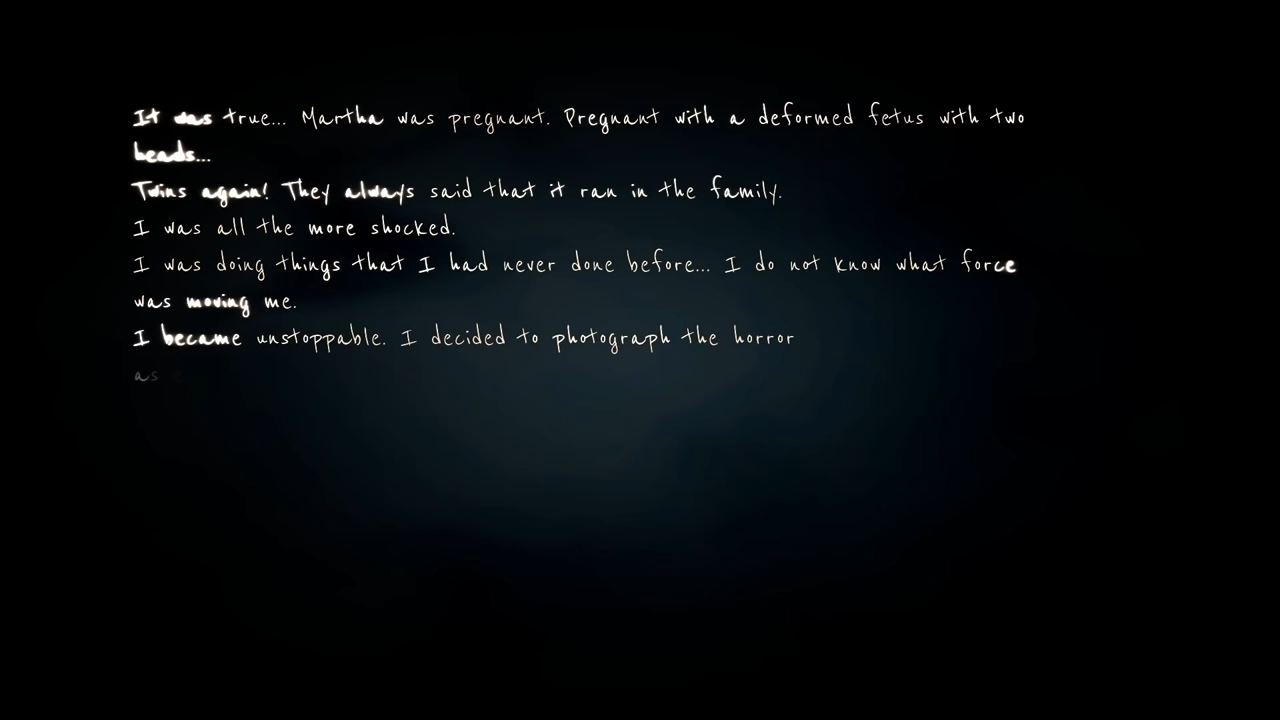 It was true... Martha was pregnant. Pregnant with a deformed fetus with two
heads...
Twins again! They always said that it ran in the family.
I was all the more shocked.
I was doing things that I had never done before... I do not know what force
was moving me.
I became unstoppable. I decided to photograph the horror
as